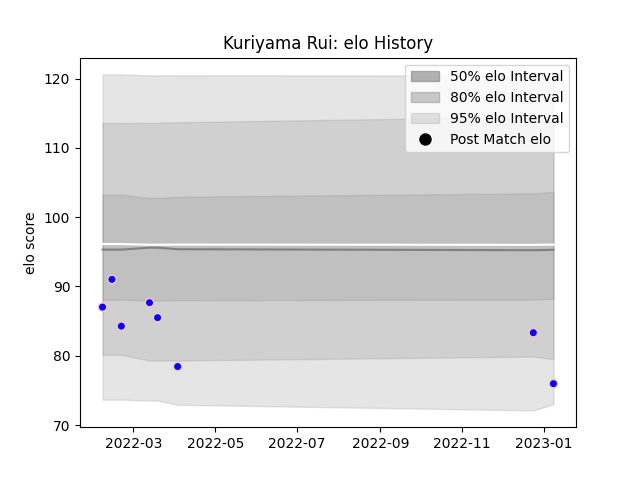 Kuriyama Rui: elo History
120
110
100
90
80
70
elo score
50% elo Interval
80% elo Interval
95% elo Interval
Post Match elo
2022-03 2022-05 2022-07 2022-09 2022-11 2023-01